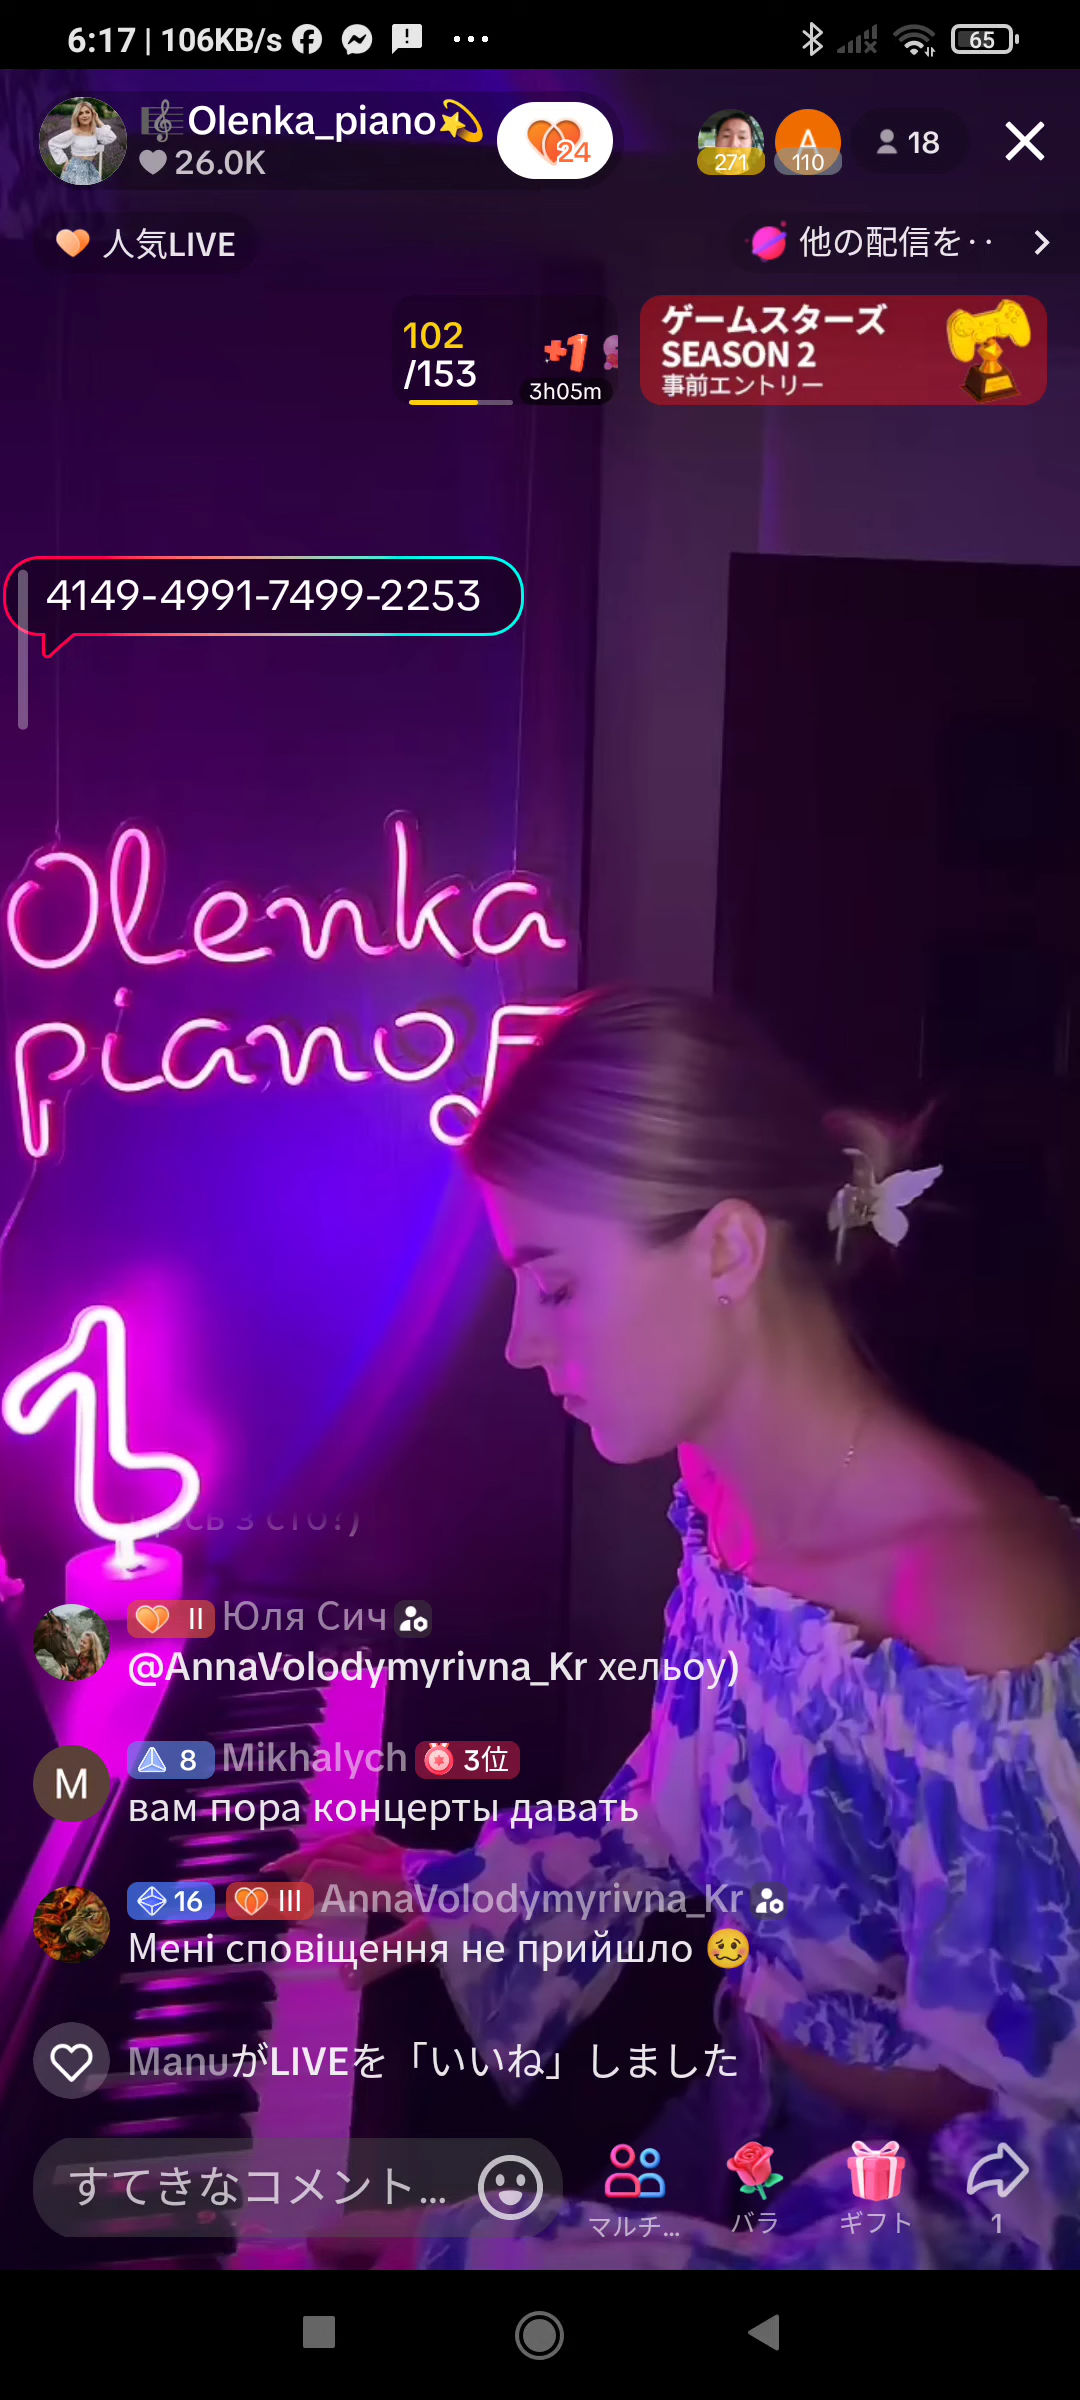 6:17 | 106KB/s
65
Olenka_piano
26.0K
24
271
A
110
18
人気LIVE
他の配信を··
102
/153
+1
3h05m
ゲームスターズ
SEASON 2
事前エントリー
4149-4991-7499-2253
Olenka
piano
щось з сто?)
II Юля Сич
@AnnaVolodymyrivna_Kr хельоу)
M
8 Mikhalych 3位
вам пора концерты давать
16 III AnnaVolodymyrivna_Kr
Мені сповіщення не прийшло 🥴
ManuがLIVEを「いいね」しました
すてきなコメント...
マルチ...
バラ
ギフト
1